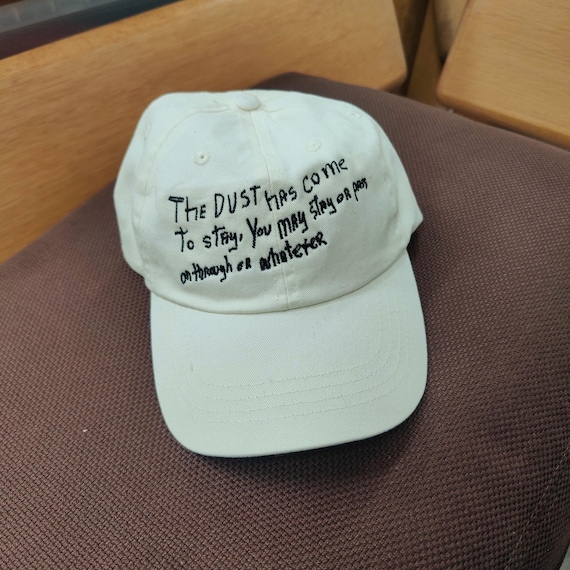 THE DUST HAS COME
To STAY. You MAY STAY OR PASS
on through or whatever